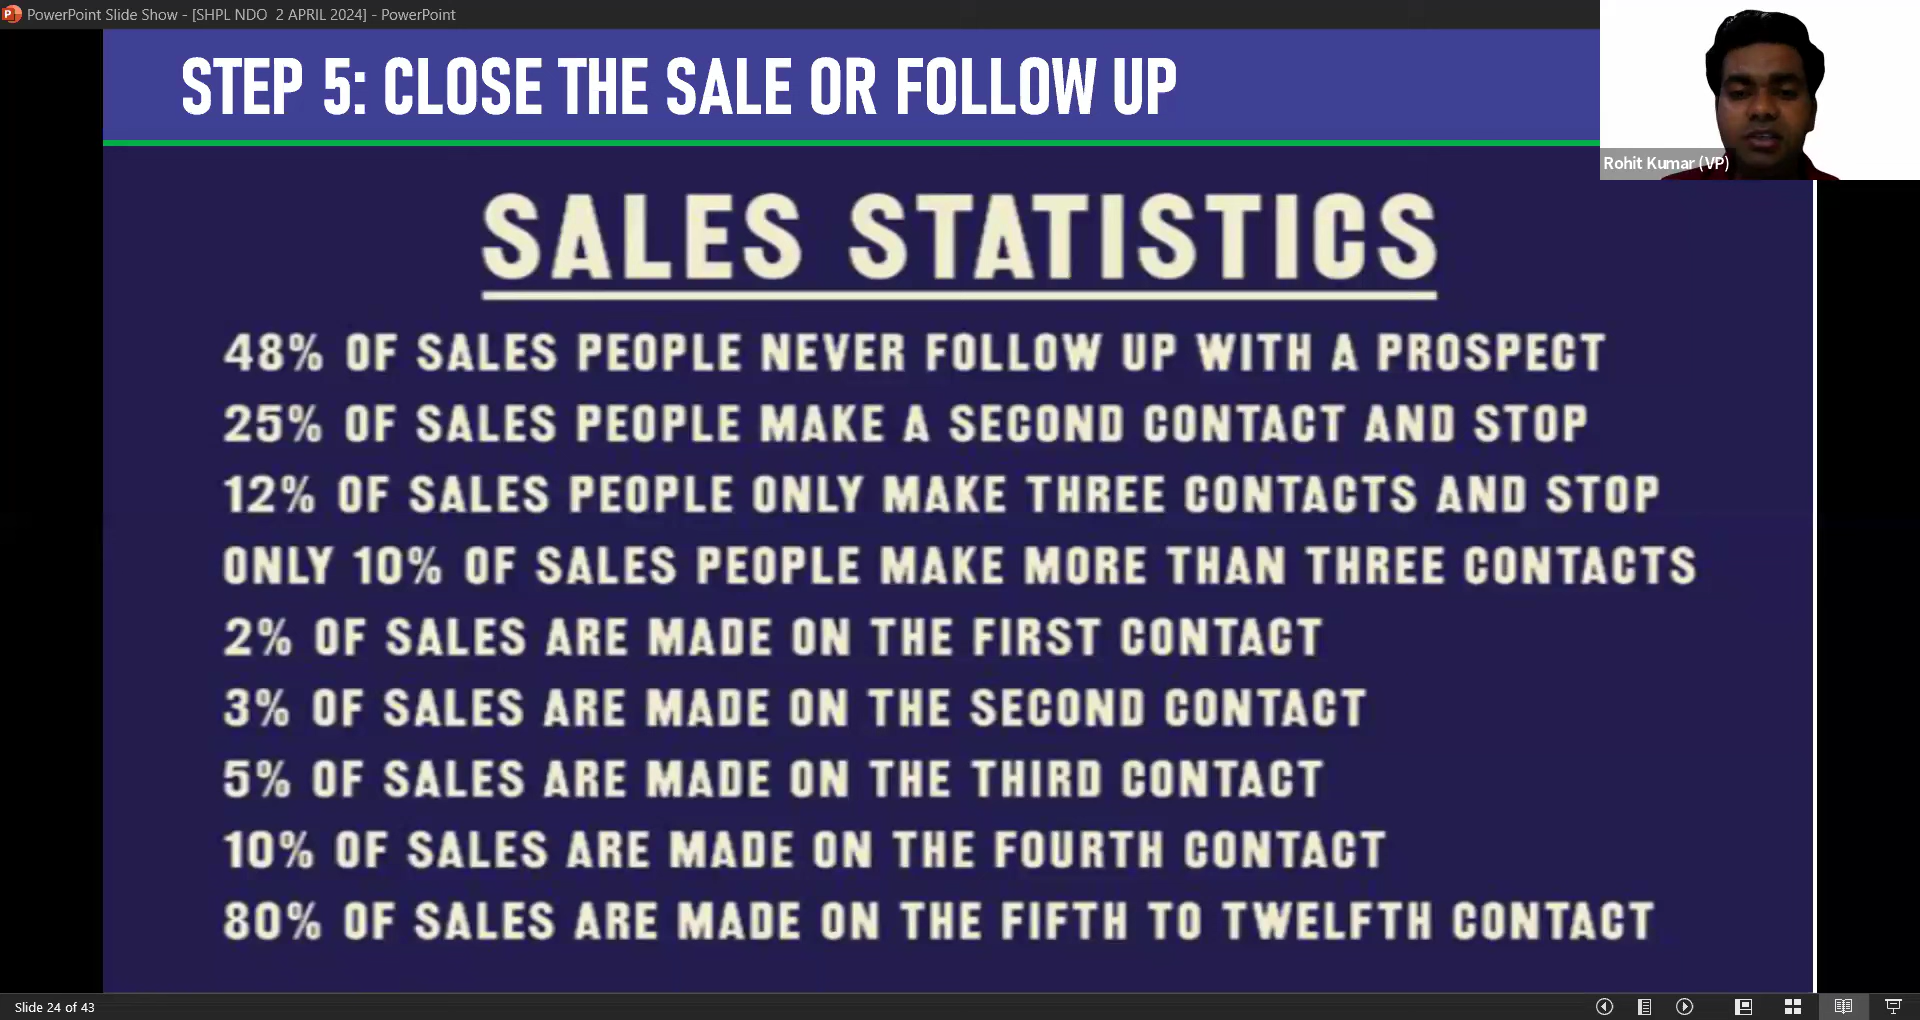 PowerPoint Slide Show - [SHPL NDO  2 APRIL 2024] - PowerPoint
STEP 5: CLOSE THE SALE OR FOLLOW UP
Rohit Kumar (VP)
SALES STATISTICS
48% OF SALES PEOPLE NEVER FOLLOW UP WITH A PROSPECT
25% OF SALES PEOPLE MAKE A SECOND CONTACT AND STOP
12% OF SALES PEOPLE ONLY MAKE THREE CONTACTS AND STOP
ONLY 10% OF SALES PEOPLE MAKE MORE THAN THREE CONTACTS
2% OF SALES ARE MADE ON THE FIRST CONTACT
3% OF SALES ARE MADE ON THE SECOND CONTACT
5% OF SALES ARE MADE ON THE THIRD CONTACT
10% OF SALES ARE MADE ON THE FOURTH CONTACT
80% OF SALES ARE MADE ON THE FIFTH TO TWELFTH CONTACT
Slide 24 of 43